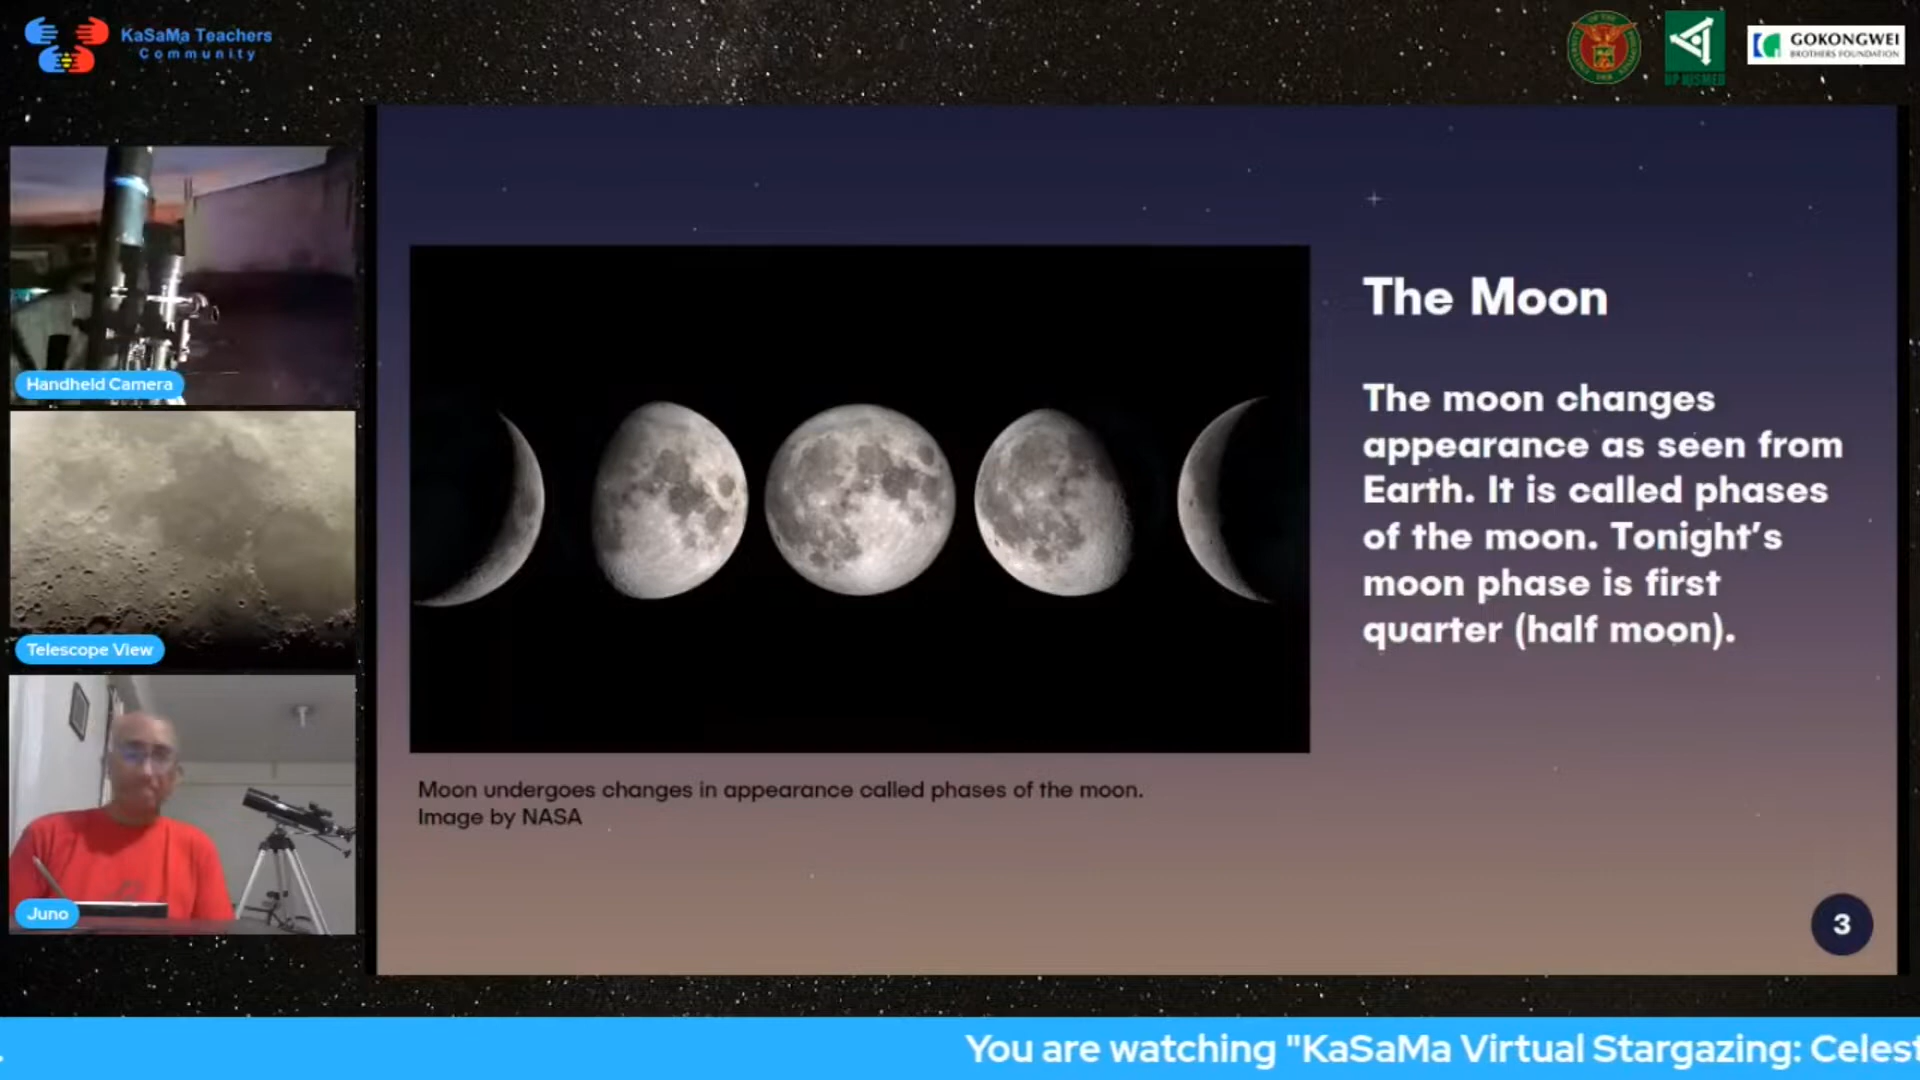 KaSaMa Teachers
Community
UP NISMED
GOKONGWEI
BROTHERS FOUNDATION
Handheld Camera
Telescope View
Juno
The Moon
The moon changes
appearance as seen from
Earth. It is called phases
of the moon. Tonight's
moon phase is first
quarter (half moon).
Moon undergoes changes in appearance called phases of the moon.
Image by NASA
3
You are watching "KaSaMa Virtual Stargazing: Celest